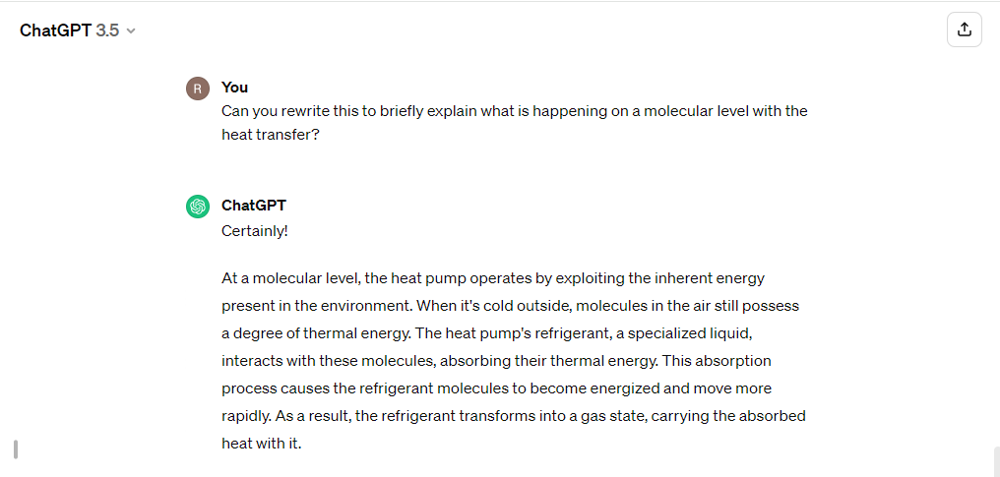 ChatGPT 3.5
R
You
Can you rewrite this to briefly explain what is happening on a molecular level with the
heat transfer?
ChatGPT
Certainly!
At a molecular level, the heat pump operates by exploiting the inherent energy
present in the environment. When it's cold outside, molecules in the air still possess
a degree of thermal energy. The heat pump's refrigerant, a specialized liquid,
interacts with these molecules, absorbing their thermal energy. This absorption
process causes the refrigerant molecules to become energized and move more
rapidly. As a result, the refrigerant transforms into a gas state, carrying the absorbed
heat with it.